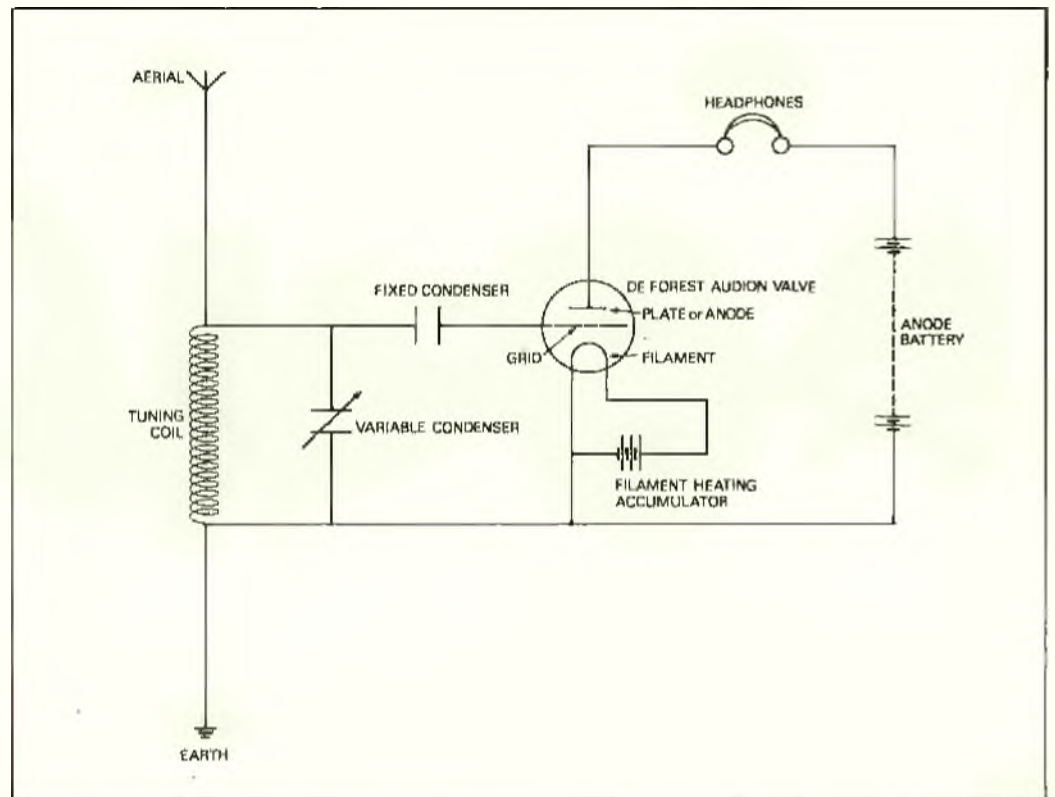 AERIAL
HEADPHONES
DE FOREST AUDION VALVE
FIXED CONDENSER
PLATE or ANODE
ANODE
BATTERY
GRID
FILAMENT
TUNING
COIL
VARIABLE CONDENSER
FILAMENT HEATING
ACCUMULATOR
EARTH